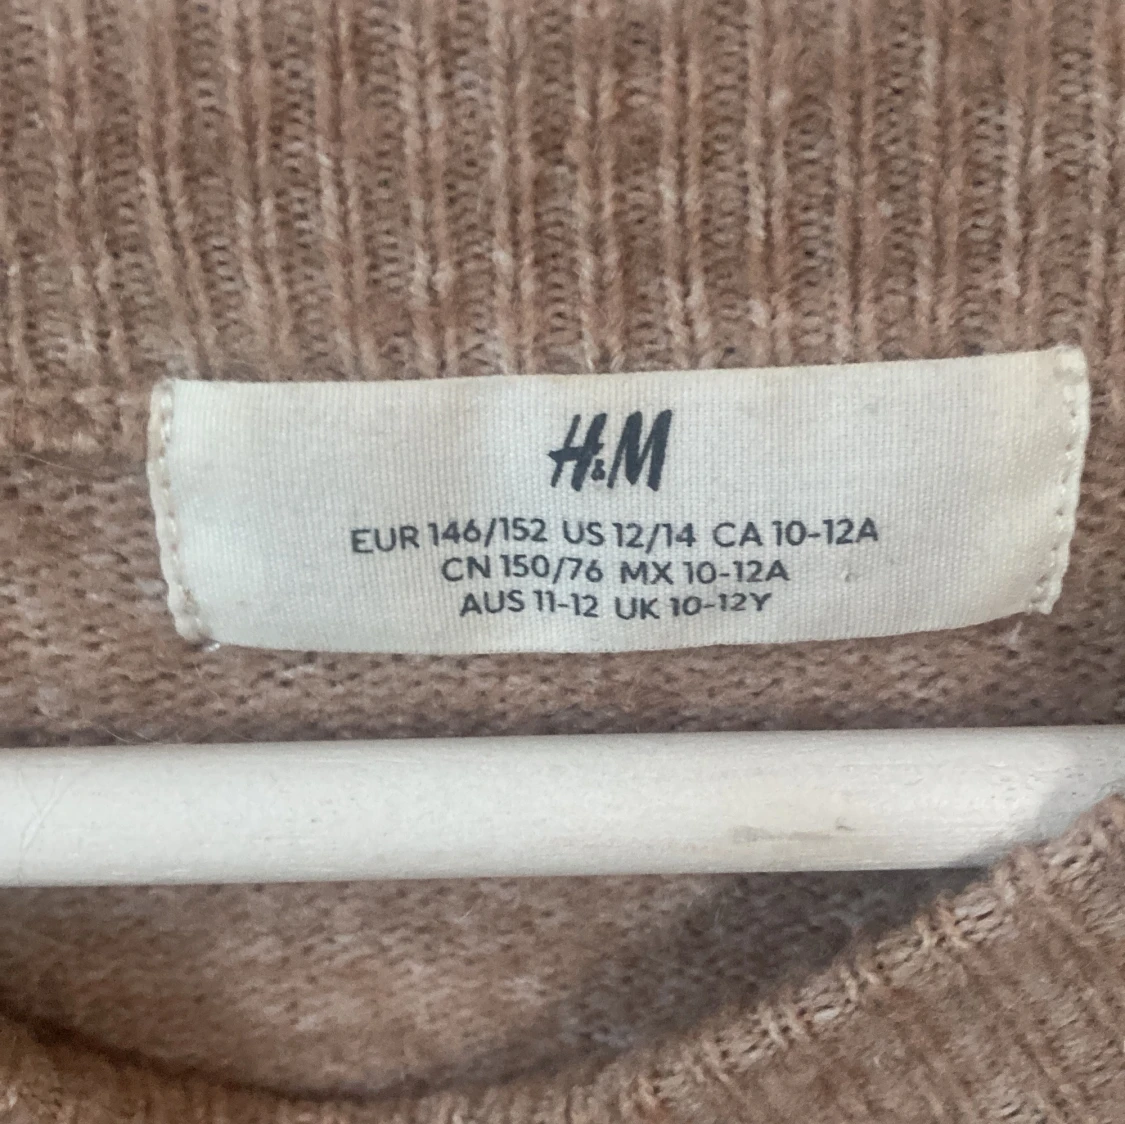 H&M
EUR 146/152 US 12/14 CA 10-12A
CN 150/76 MX 10-12A
AUS 11-12 UK 10-12Y